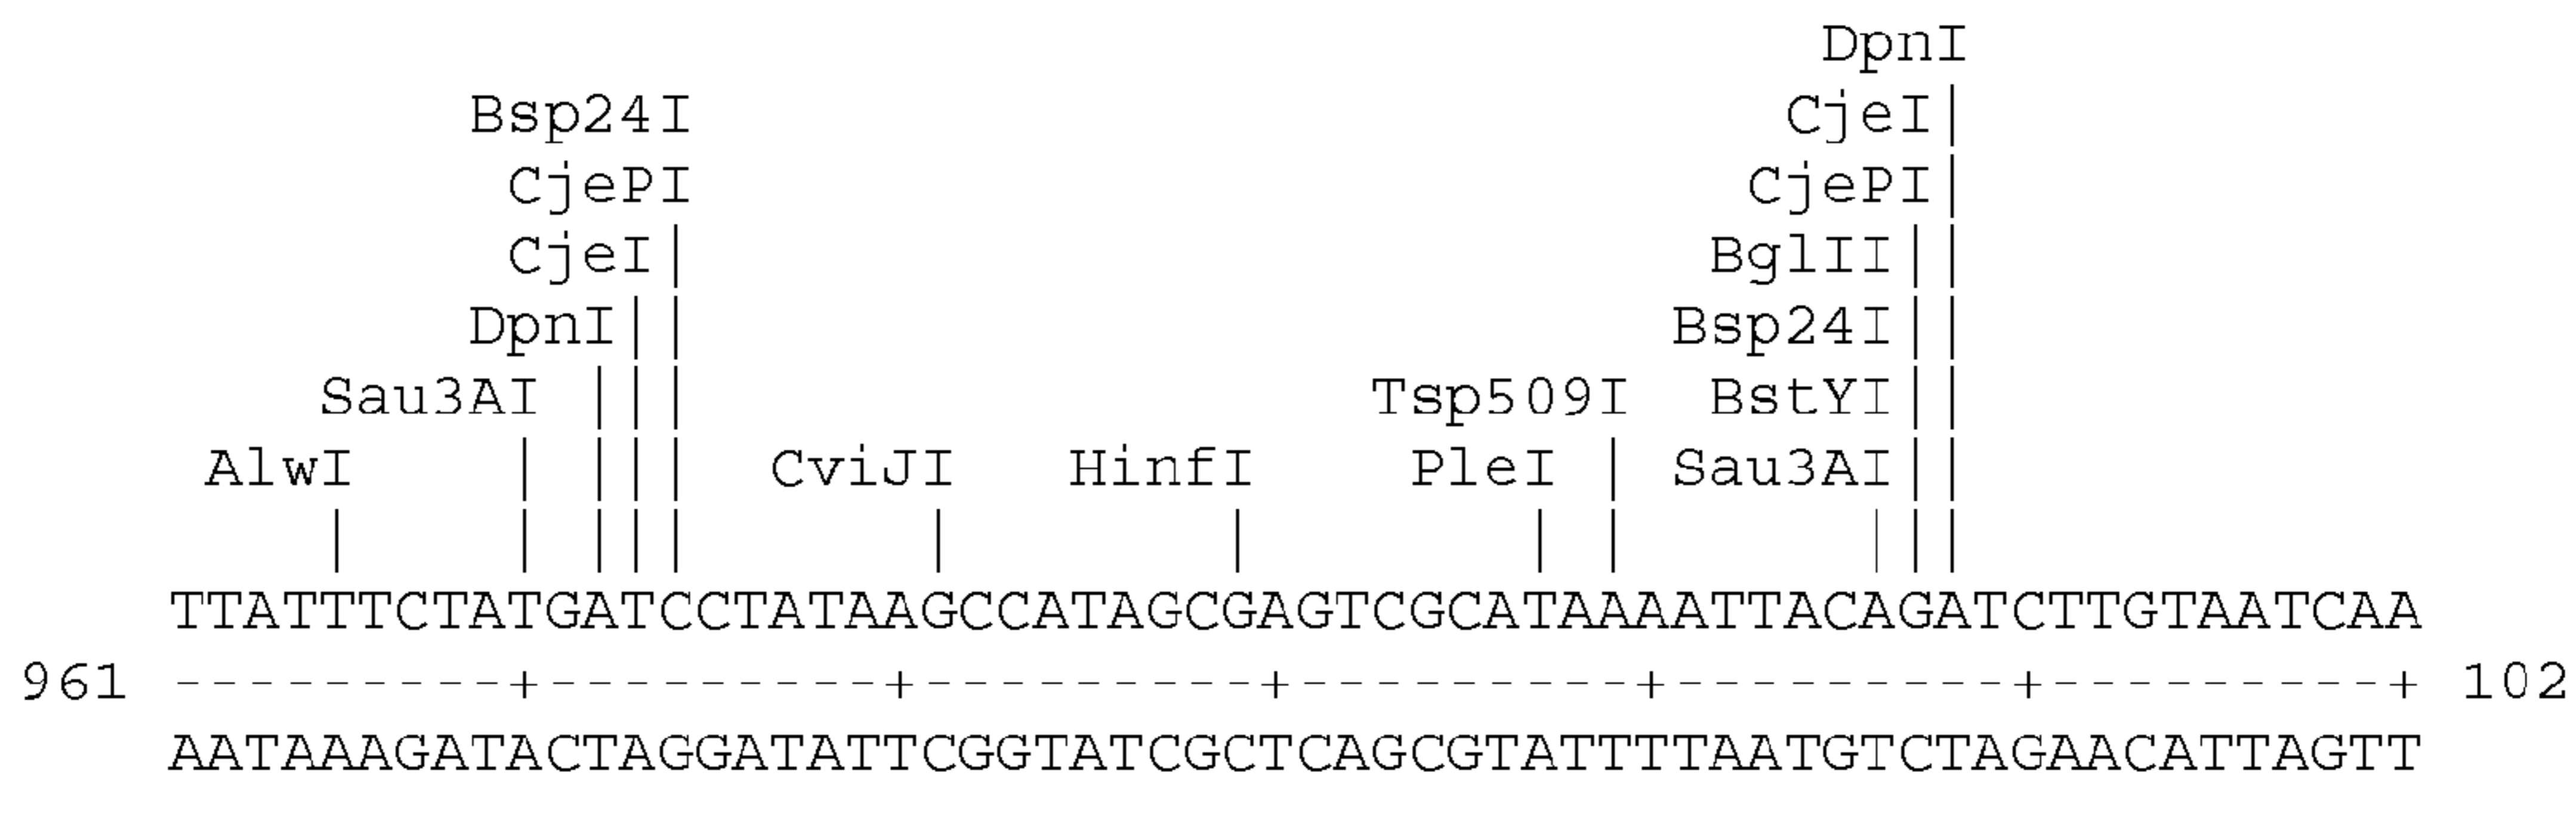 DpnI
Bsp24I CjeI|
CjePI CjePI|
CjeI| BglII||
DpnI|| Bsp24I||
Sau3AI ||| Tsp509I BstYI||
AlwI | ||| CviJI HinfI PleI | Sau3AI||
| | ||| | | | | |||
TTATTTCTATGATCCTATAAGCCATAGCGAGTCGCATAAAATTACAGATCTTGTAATCAA
961 ---------+---------+---------+---------+---------+---------+ 102
AATAAAGATACTAGGATATTCGGTATCGCTCAGCGTATTTTAATGTCTAGAACATTAGTT